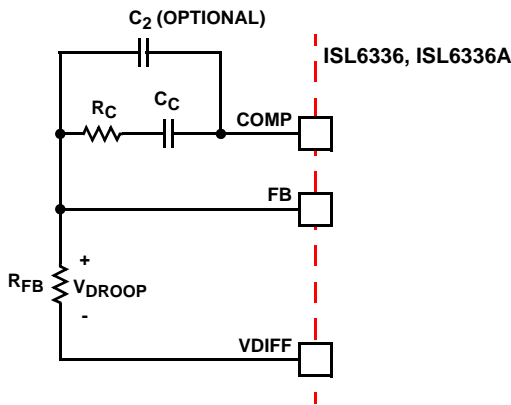 C2 (OPTIONAL)
ISL6336, ISL6336A
RC
CC
COMP
FB
+
RFB
VDROOP
-
VDIFF